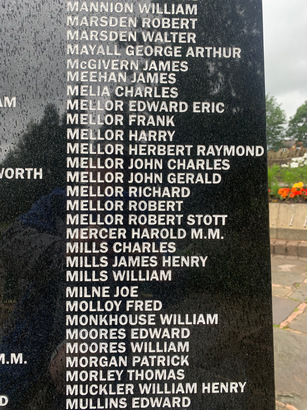 MANNION WILLIAM
MARSDEN ROBERT
MARSDEN WALTER
MAYALL GEORGE ARTHUR
McGIVERN JAMES
MEEHAN JAMES
MELIA CHARLES
MELLOR EDWARD ERIC
MELLOR FRANK
MELLOR HARRY
MELLOR HERBERT RAYMOND
MELLOR JOHN CHARLES
MELLOR JOHN GERALD
MELLOR RICHARD
MELLOR ROBERT
MELLOR ROBERT STOTT
MERCER HAROLD M.M.
MILLS CHARLES
MILLS JAMES HENRY
MILLS WILLIAM
MILNE JOE
MOLLOY FRED
MONKHOUSE WILLIAM
MOORES EDWARD
MOORES WILLIAM
MORGAN PATRICK
MORLEY THOMAS
MUCKLER WILLIAM HENRY
MULLINS EDWARD
AM
WORTH
M.M.
D